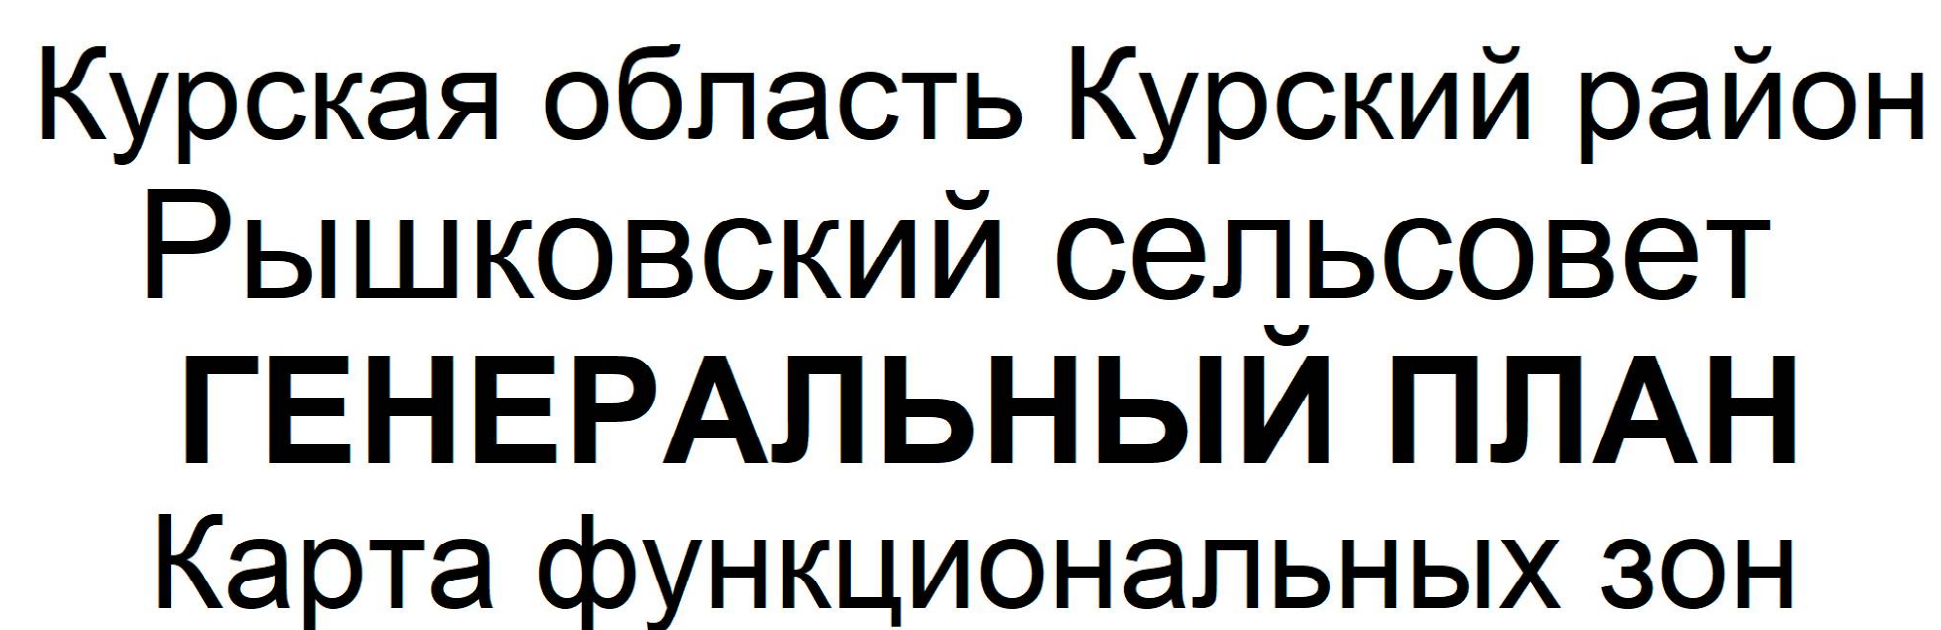 Курская область Курский район
Рышковский сельсовет
ГЕНЕРАЛЬНЫЙ ПЛАН
Карта функциональных зон